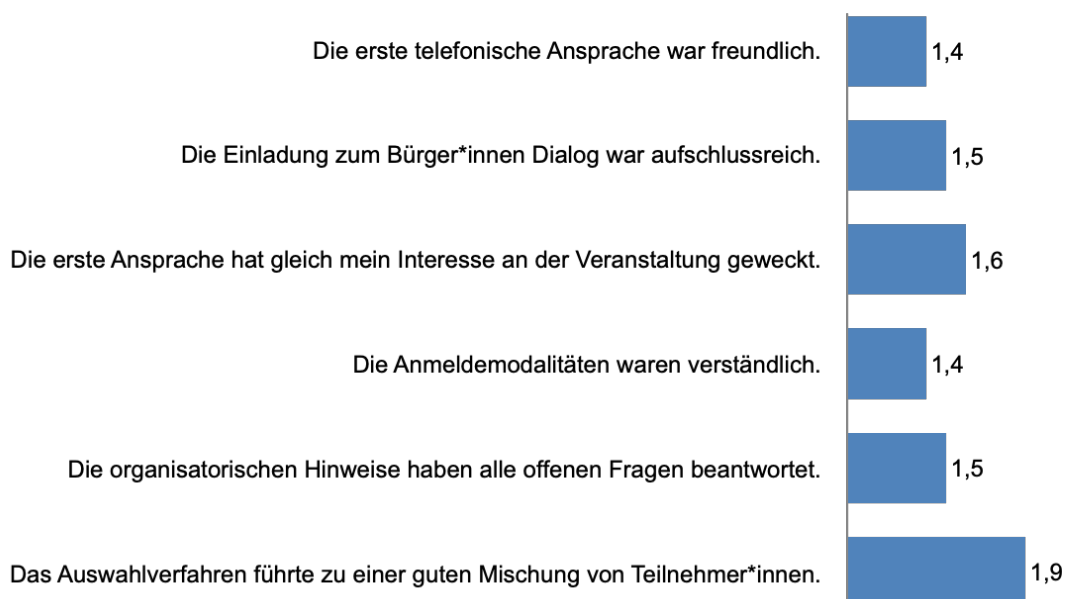 Die erste telefonische Ansprache war freundlich. 1,4
Die Einladung zum Bürger*innen Dialog war aufschlussreich. 1,5
Die erste Ansprache hat gleich mein Interesse an der Veranstaltung geweckt. 1,6
Die Anmeldemodalitäten waren verständlich. 1,4
Die organisatorischen Hinweise haben alle offenen Fragen beantwortet. 1,5
Das Auswahlverfahren führte zu einer guten Mischung von Teilnehmer*innen. 1,9